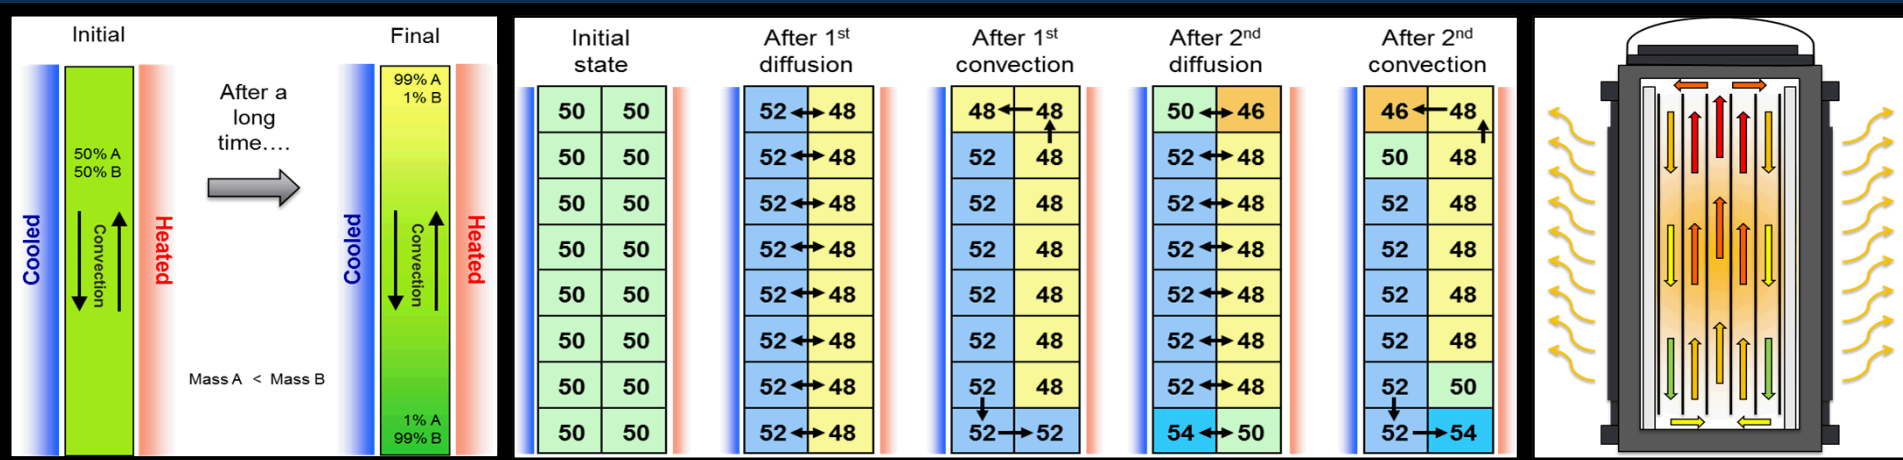 Initial
Final
After a
long
time....
50% A
50% B
Cooled
Convection
Heated
99% A
1% B
Cooled
Convection
Heated
Mass A < Mass B
1% A
99% B
Initial
state
After 1st
diffusion
After 1st
convection
After 2nd
diffusion
After 2nd
convection
50 50 52 48 48 48 50 46 46 48
50 50 52 48 52 48 52 48 50 48
50 50 52 48 52 48 52 48 52 48
50 50 52 48 52 48 52 48 52 48
50 50 52 48 52 48 52 48 52 48
50 50 52 48 52 48 52 48 52 48
50 50 52 48 52 48 52 48 52 50
50 50 52 48 52 52 54 50 52 54